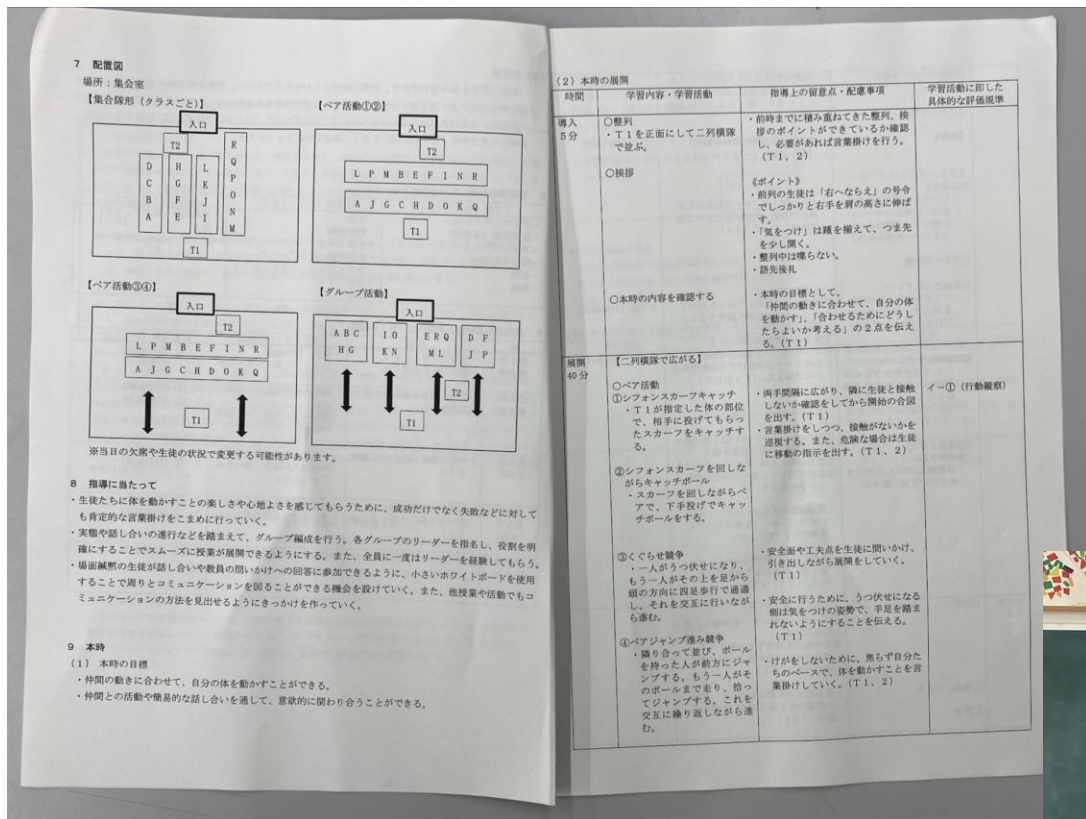 7 配置図
場所：集会室
【集合隊形（クラスごと）】
入口
T2
D C B A
H G F E
L K J I
R Q P O N M
T1
【ペア活動①②】
入口
T2
L P M B E F I N R
A J G C H D O K Q
T1
【ペア活動③④】
入口
T2
L P M B E F I N R
A J G C H D O K Q
T1
【グループ活動】
入口
A B C
H G
I O
K N
E R Q
M L
D F
J P
T2
T1
※当日の欠席や生徒の状況で変更する可能性があります。
8 指導に当たって
・生徒たちに体を動かすことの楽しさや心地よさを感じてもらうために、成功だけでなく失敗などに対して
も肯定的な言葉掛けをこまめに行っていく。
・実態や話し合いの進行などを踏まえて、グループ編成を行う。各グループのリーダーを指名し、役割を明
確にすることでスムーズに授業が展開できるようにする。また、全員に一度はリーダーを経験してもらう。
・場面緘黙の生徒が話し合いや教員の問いかけへの回答に参加できるように、小さいホワイトボードを使用
することで周りとコミュニケーションを図ることができる機会を設けていく。また、他授業や活動でもコ
ミュニケーションの方法を見出せるようにきっかけを作っていく。
9 本時
（1）本時の目標
・仲間の動きに合わせて、自分の体を動かすことができる。
・仲間との活動や簡易的な話し合いを通して、意欲的に関わり合うことができる。
（2）本時の展開
時間
学習内容・学習活動
指導上の留意点・配慮事項
学習活動に即した
具体的な評価規準
導入
5分
○整列
・T1を正面にして二列横隊
で並ぶ。
○挨拶
○本時の内容を確認する
・前時までに積み重ねてきた整列、挨
拶のポイントができているか確認
し、必要があれば言葉掛けを行う。
（T1，2）
《ポイント》
・前列の生徒は「右へならえ」の号令
でしっかりと右手を肩の高さに伸ば
す。
・「気をつけ」は踵を揃えて、つま先
を少し開く。
・整列中は喋らない。
・語先後礼
・本時の目標として、
「仲間の動きに合わせて、自分の体
を動かす」、「合わせるためにどうし
たらよいか考える」の2点を伝え
る。（T1）
展開
40分
【二列横隊で広がる】
○ペア活動
①シフォンスカーフキャッチ
・T1が指定した体の部位
で、相手に投げてもらっ
たスカーフをキャッチす
る。
②シフォンスカーフを回しな
がらキャッチボール
・スカーフを回しながらペ
アで、下手投げでキャッ
チボールをする。
③くぐらせ競争
・一人がうつ伏せになり、
もう一人がその上を足から
頭の方向に四足歩行で通過
し、それを交互に行いなが
ら進む。
④ペアジャンプ進み競争
・隣り合って並び、ボール
を持った人が前方にジャ
ンプする。もう一人がそ
のボールまで走り、拾っ
てジャンプする。これを
交互に繰り返しながら進
む。
・両手間隔に広がり、隣に生徒と接触
しないか確認をしてから開始の合図
を出す。（T1）
・言葉掛けをしつつ、接触がないかを
巡視する。また、危険な場合は生徒
に移動の指示を出す。（T1、2）
・安全面や工夫点を生徒に問いかけ、
引き出しながら展開をしていく。
（T1）
・安全に行うために、うつ伏せになる
側は気をつけの姿勢で、手足を踏ま
れないようにすることを伝える。
（T1）
・けがをしないために、焦らず自分た
ちのペースで、体を動かすことを言
葉掛けしていく。（T1、2）
イー①（行動観察）